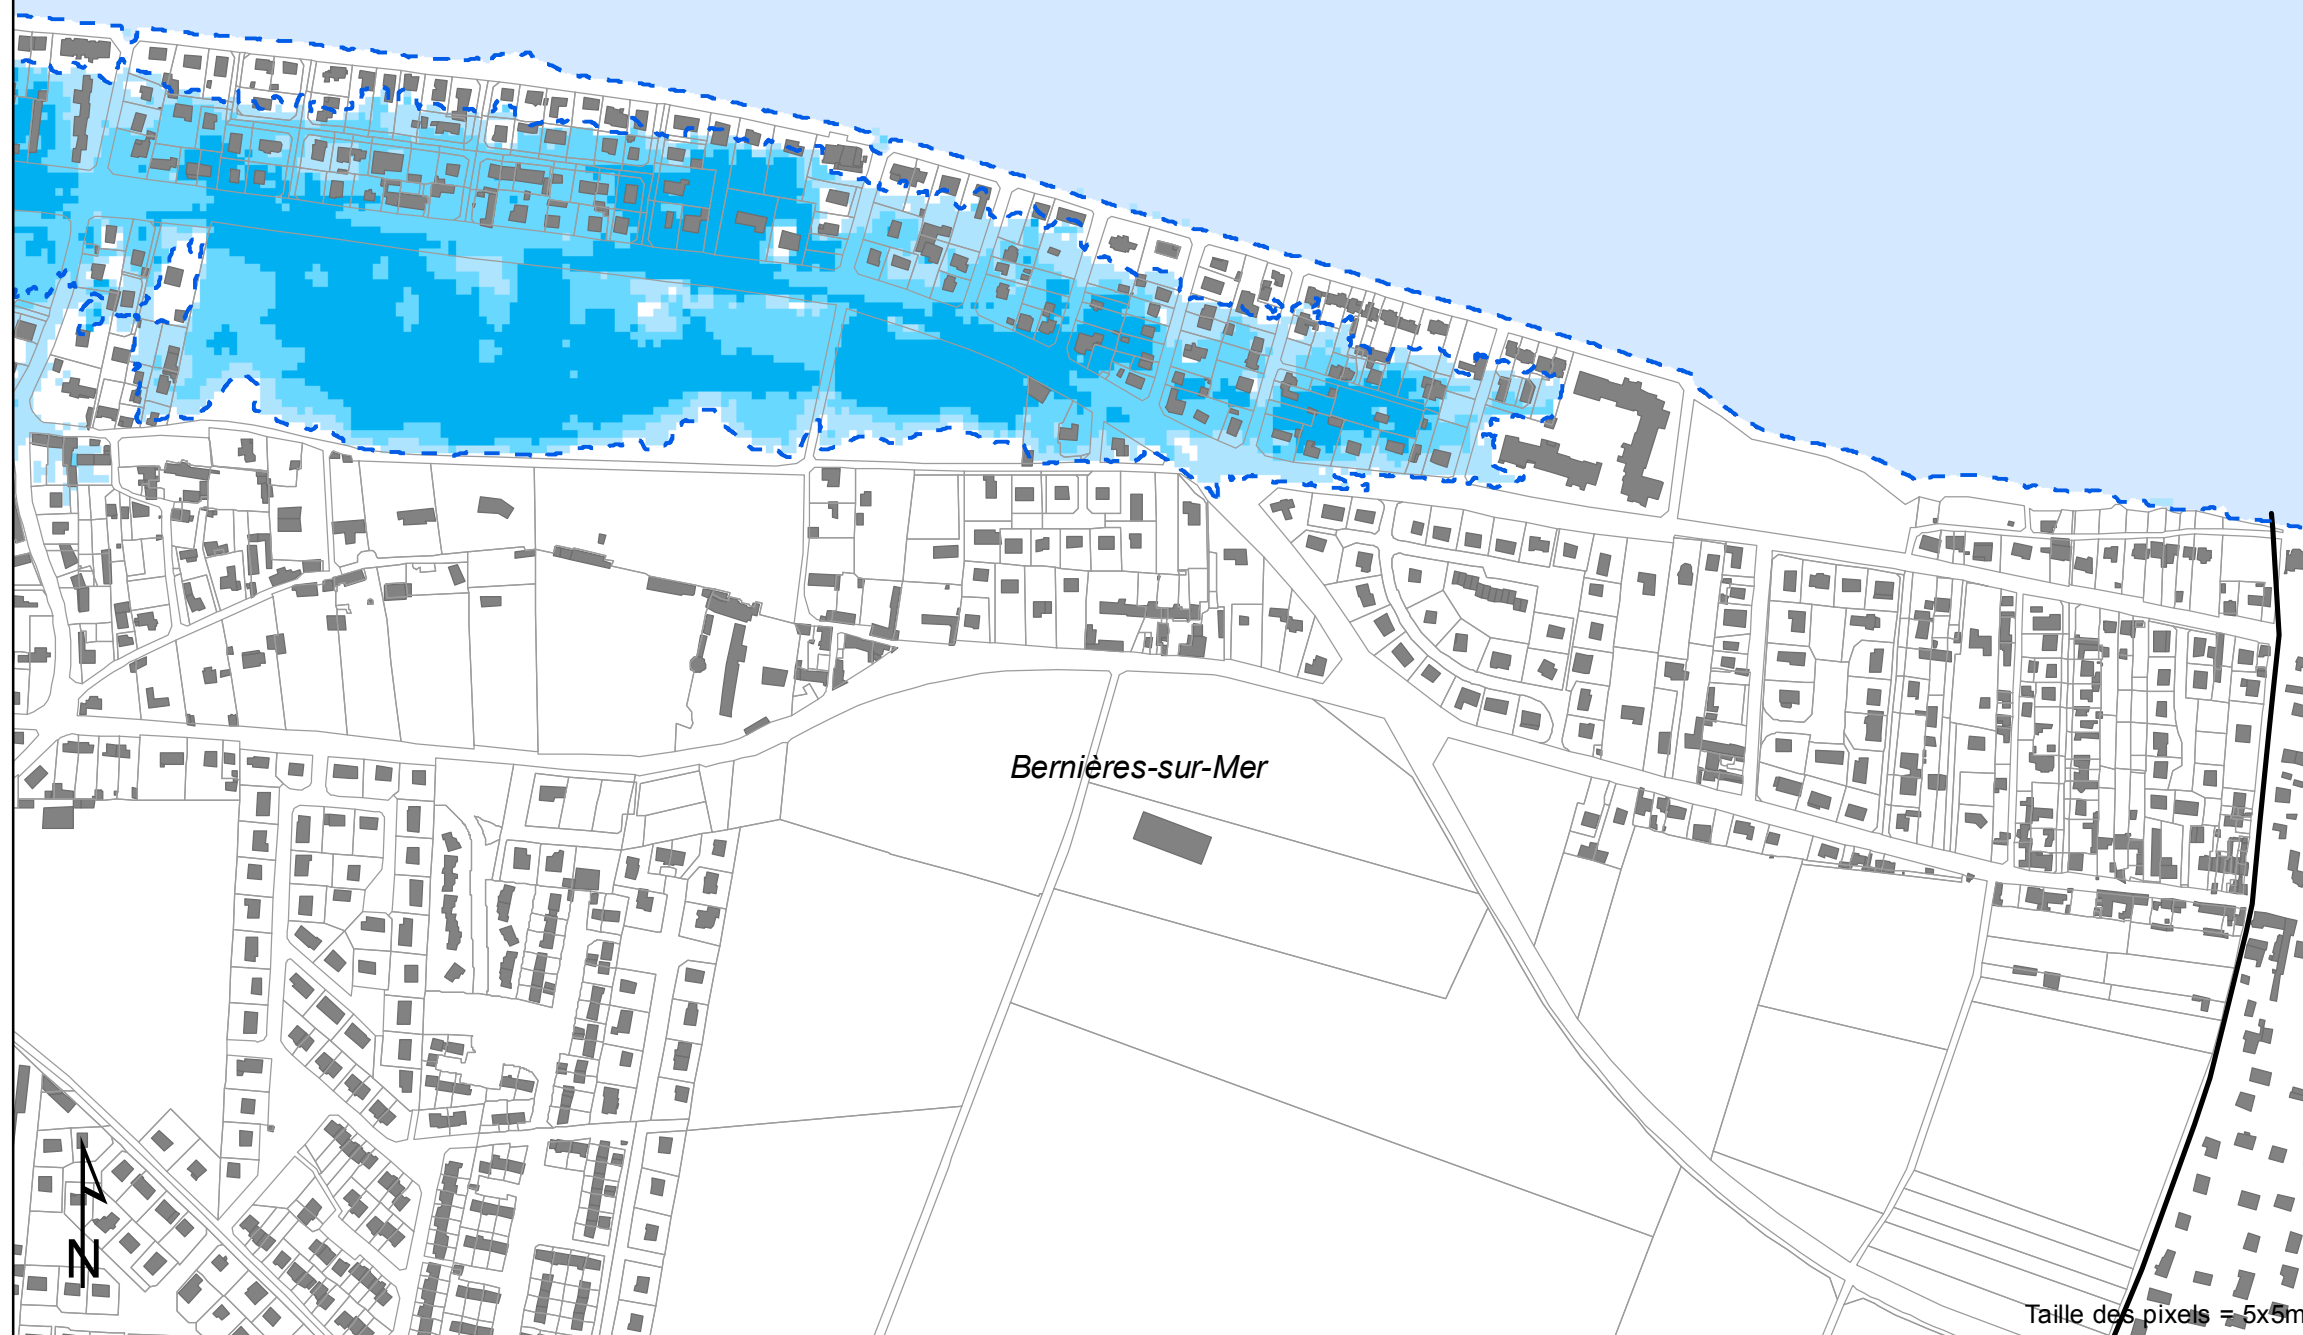 Bernières-sur-Mer
N
Taille des pixels = 5x5m